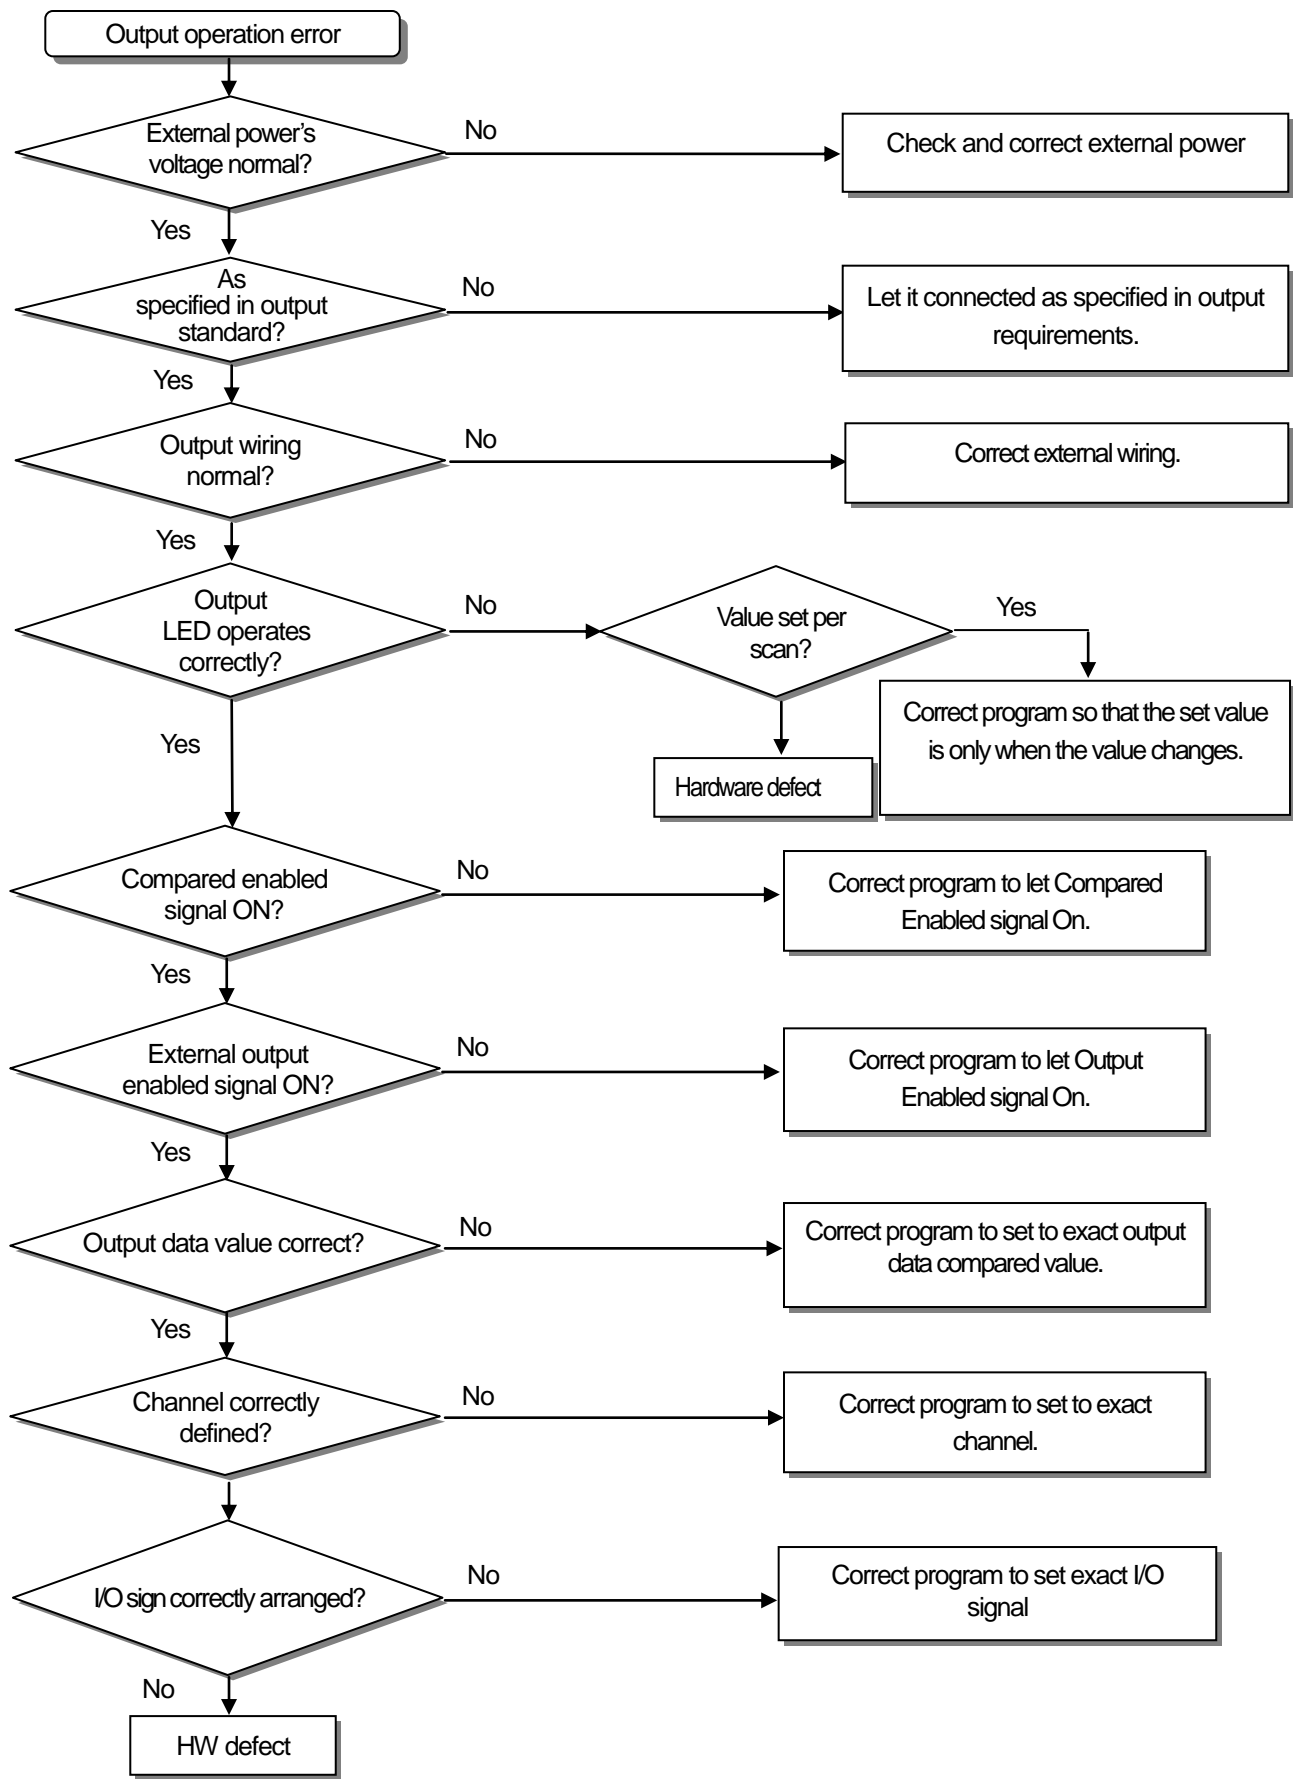 Output operation error
External power's
voltage normal?
No
Check and correct external power
Yes
As
specified in output
standard?
No
Let it connected as specified in output
requirements.
Yes
Output wiring
normal?
No
Correct external wiring.
Yes
Output
LED operates
correctly?
No
Value set per
scan?
Yes
Correct program so that the set value
is only when the value changes.
Hardware defect
Yes
Compared enabled
signal ON?
No
Correct program to let Compared
Enabled signal On.
Yes
External output
enabled signal ON?
No
Correct program to let Output
Enabled signal On.
Yes
Output data value correct?
No
Correct program to set to exact output
data compared value.
Yes
Channel correctly
defined?
No
Correct program to set to exact
channel.
I/O sign correctly arranged?
No
Correct program to set exact I/O
signal
No
HW defect